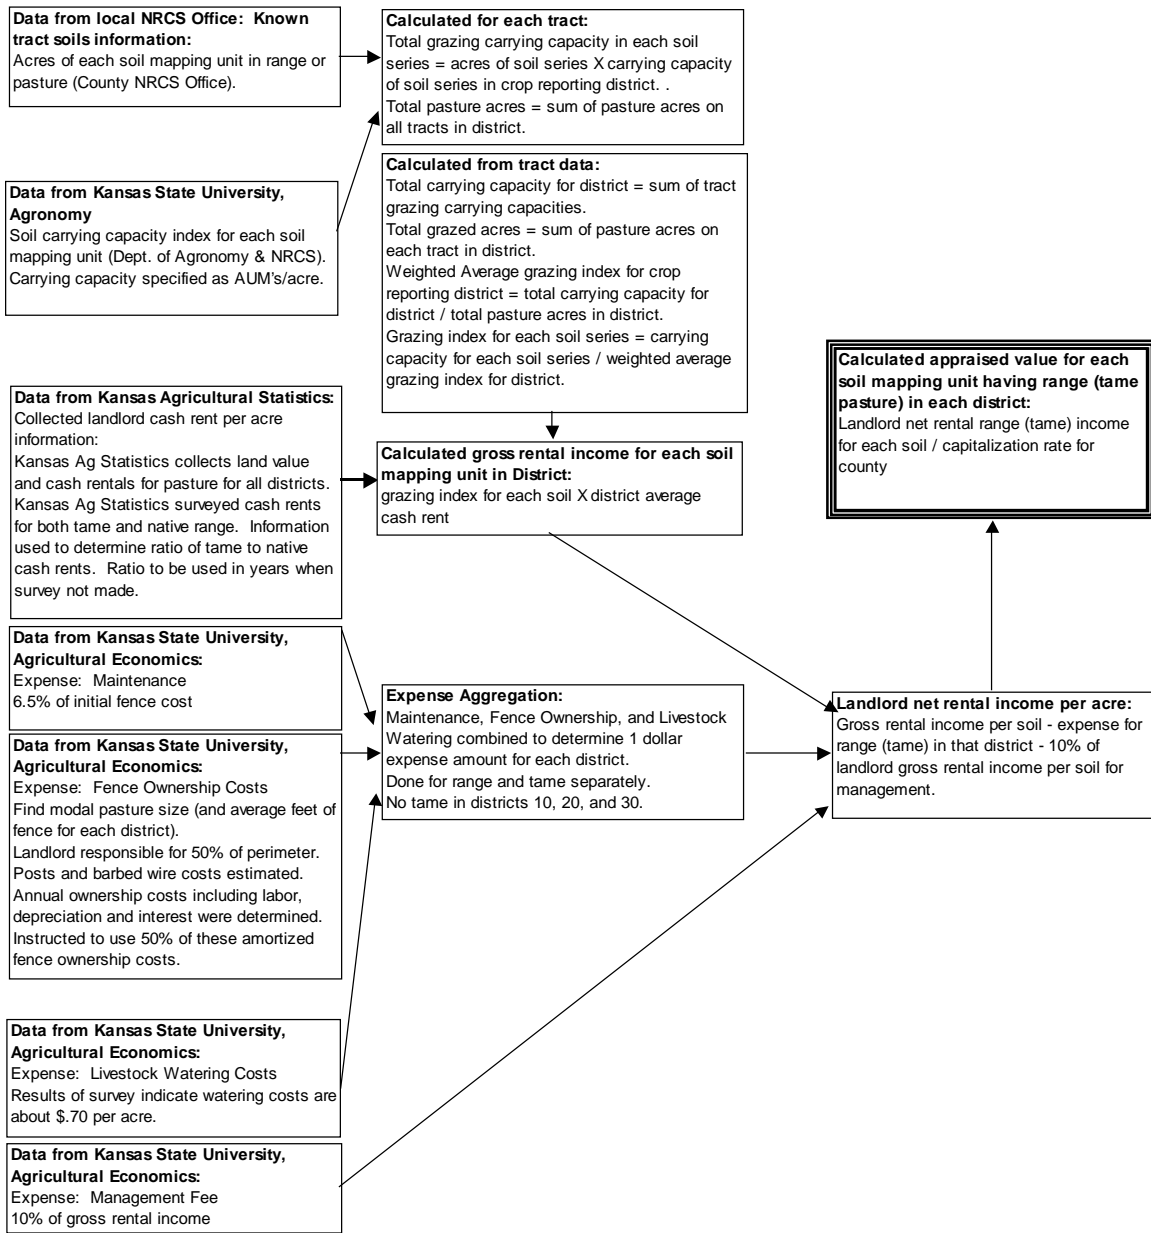 Data from local NRCS Office:  Known
tract soils information:
Acres of each soil mapping unit in range or
pasture (County NRCS Office).
Calculated for each tract:
Total grazing carrying capacity in each soil
series = acres of soil series X carrying capacity
of soil series in crop reporting district. .
Total pasture acres = sum of pasture acres on
all tracts in district.
Data from Kansas State University,
Agronomy
Soil carrying capacity index for each soil
mapping unit (Dept. of Agronomy & NRCS).
Carrying capacity specified as AUM's/acre.
Calculated from tract data:
Total carrying capacity for district = sum of tract
grazing carrying capacities.
Total grazed acres = sum of pasture acres on
each tract in district.
Weighted Average grazing index for crop
reporting district = total carrying capacity for
district / total pasture acres in district.
Grazing index for each soil series = carrying
capacity for each soil series / weighted average
grazing index for district.
Calculated appraised value for each
soil mapping unit having range (tame
pasture) in each district:
Landlord net rental range (tame) income
for each soil / capitalization rate for
county
Data from Kansas Agricultural Statistics:
Collected landlord cash rent per acre
information:
Kansas Ag Statistics collects land value
and cash rentals for pasture for all districts.
Kansas Ag Statistics surveyed cash rents
for both tame and native range.  Information
used to determine ratio of tame to native
cash rents.  Ratio to be used in years when
survey not made.
Calculated gross rental income for each soil
mapping unit in District:
grazing index for each soil X district average
cash rent
Data from Kansas State University,
Agricultural Economics:
Expense:  Maintenance
6.5% of initial fence cost
Data from Kansas State University,
Agricultural Economics:
Expense:  Fence Ownership Costs
Find modal pasture size (and average feet of
fence for each district).
Landlord responsible for 50% of perimeter.
Posts and barbed wire costs estimated.
Annual ownership costs including labor,
depreciation and interest were determined.
Instructed to use 50% of these amortized
fence ownership costs.
Expense Aggregation:
Maintenance, Fence Ownership, and Livestock
Watering combined to determine 1 dollar
expense amount for each district.
Done for range and tame separately.
No tame in districts 10, 20, and 30.
Landlord net rental income per acre:
Gross rental income per soil - expense for
range (tame) in that district - 10% of
landlord gross rental income per soil for
management.
Data from Kansas State University,
Agricultural Economics:
Expense:  Livestock Watering Costs
Results of survey indicate watering costs are
about $.70 per acre.
Data from Kansas State University,
Agricultural Economics:
Expense:  Management Fee
10% of gross rental income